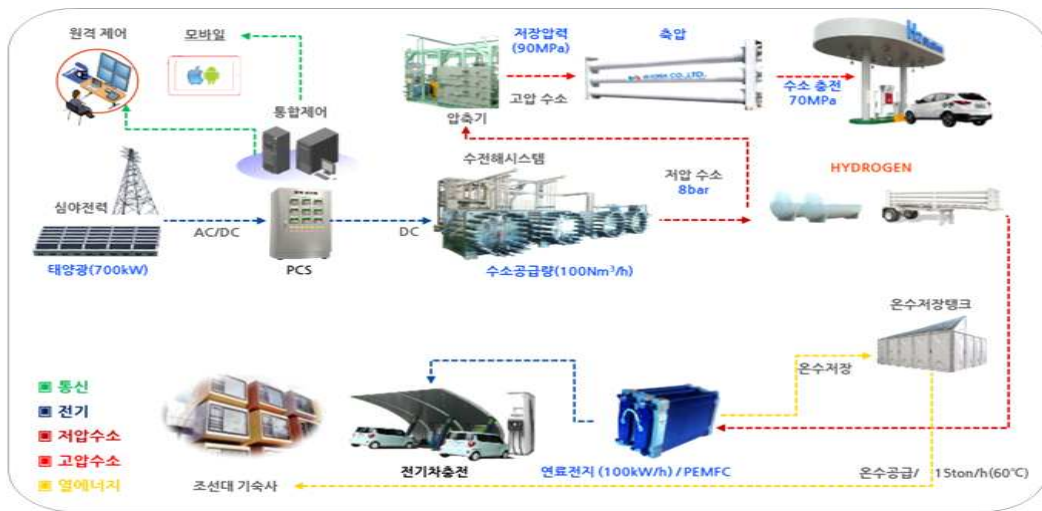 원격 제어
모바일
통합제어
심야전력
태양광(700kW)
AC/DC
PCS
DC
수전해시스템
수소공급량(100Nm³/h)
압축기
저장압력
(90MPa)
고압 수소
축압
수소 충전
70MPa
저압 수소
8bar
HYDROGEN
온수저장탱크
온수저장
통신
전기
저압수소
고압수소
열에너지
조선대 기숙사
전기차충전
연료전지 (100kW/h) / PEMFC
온수공급/ 15ton/h(60℃)